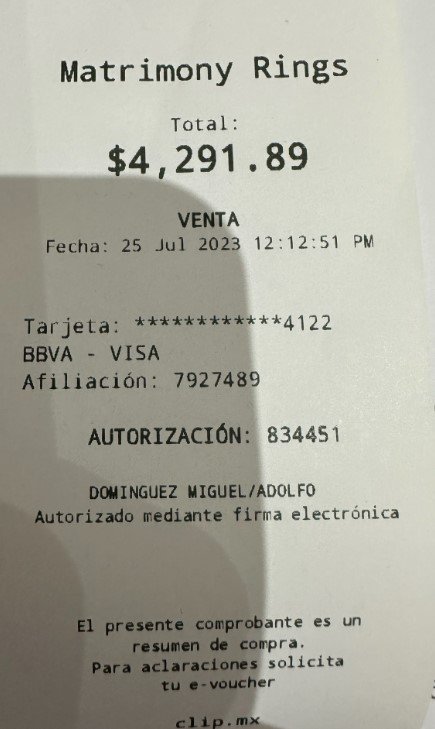 Matrimony Rings
Total:
$4,291.89
VENTA
Fecha: 25 Jul 2023 12:12:51 PM
Tarjeta: ************4122
BBVA - VISA
Afiliación: 7927489
AUTORIZACIÓN: 834451
DOMINGUEZ MIGUEL/ADOLFO
Autorizado mediante firma electrónica
El presente comprobante es un
resumen de compra.
Para aclaraciones solicita
tu e-voucher
clip.mx